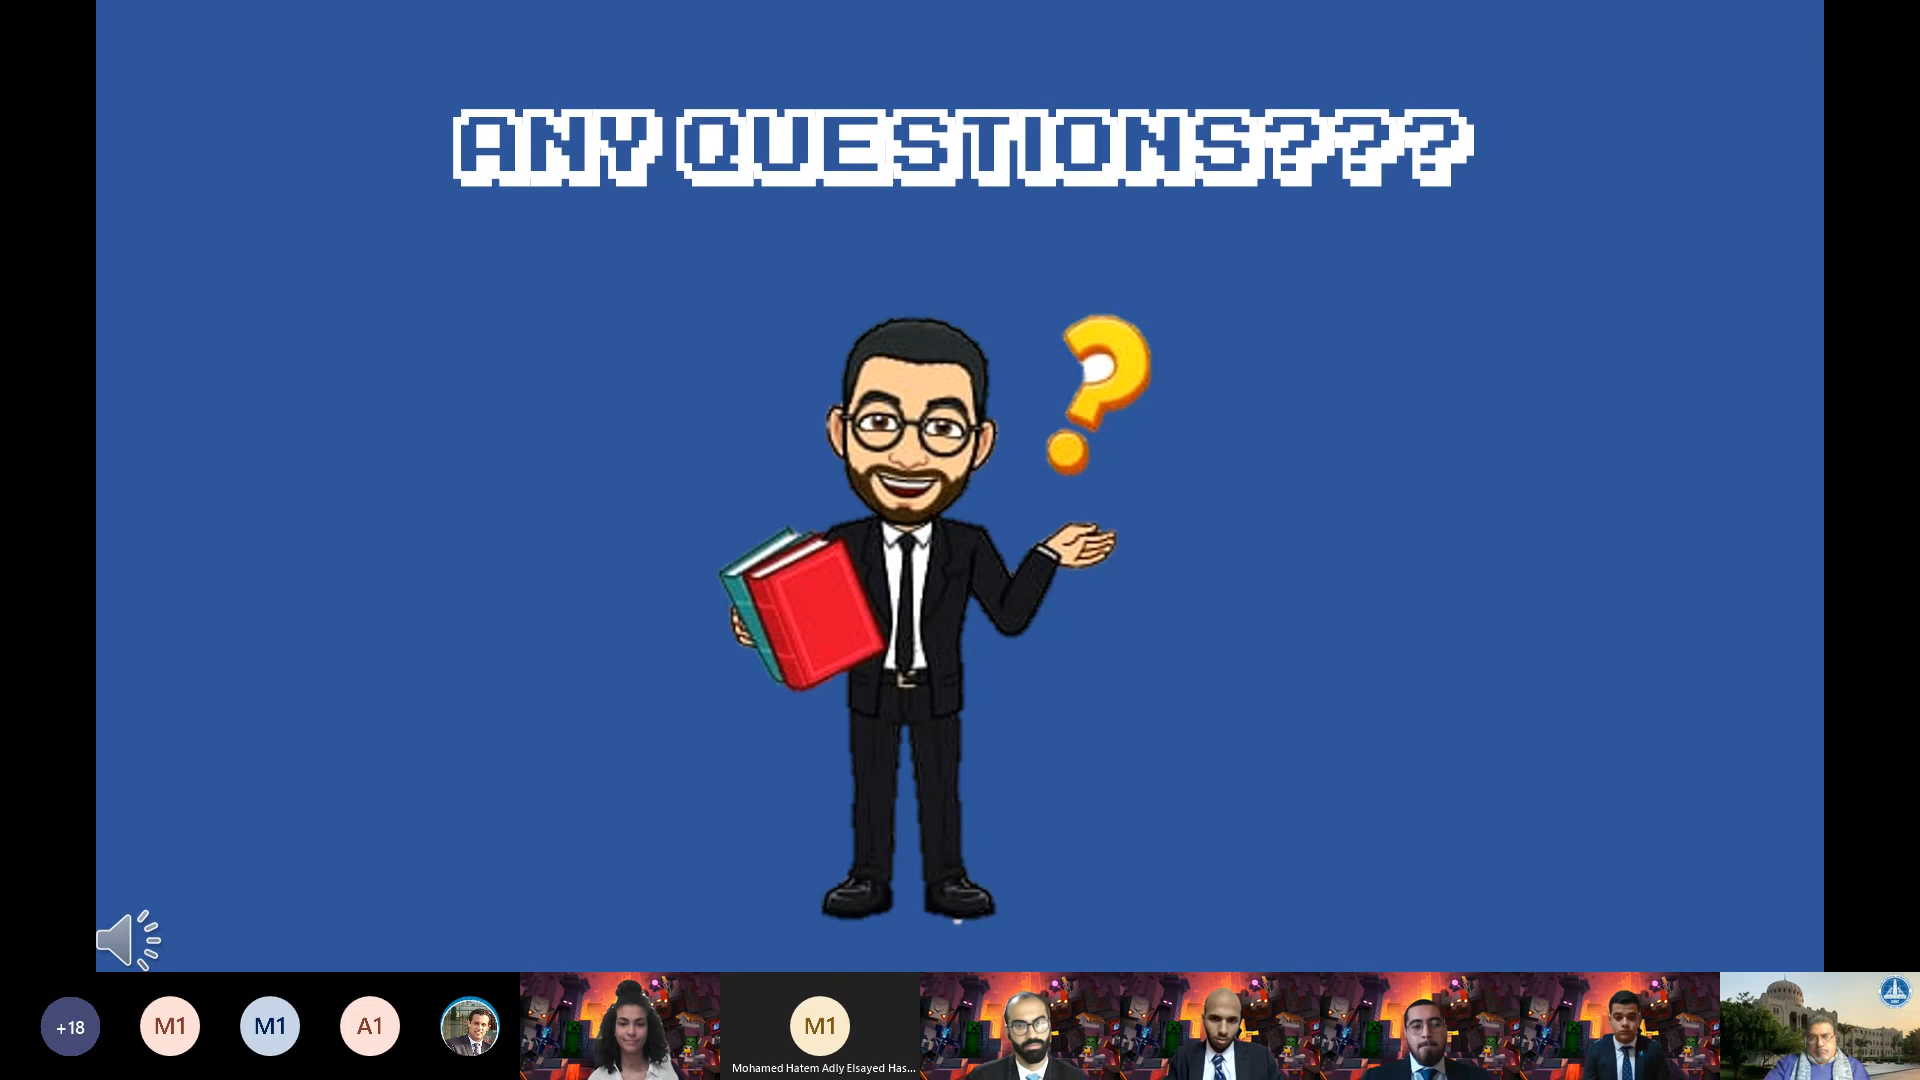 ANY QUESTIONS???
+18
M1
M1
A1
M1
Mohamed Hatem Adly Elsayed Has...